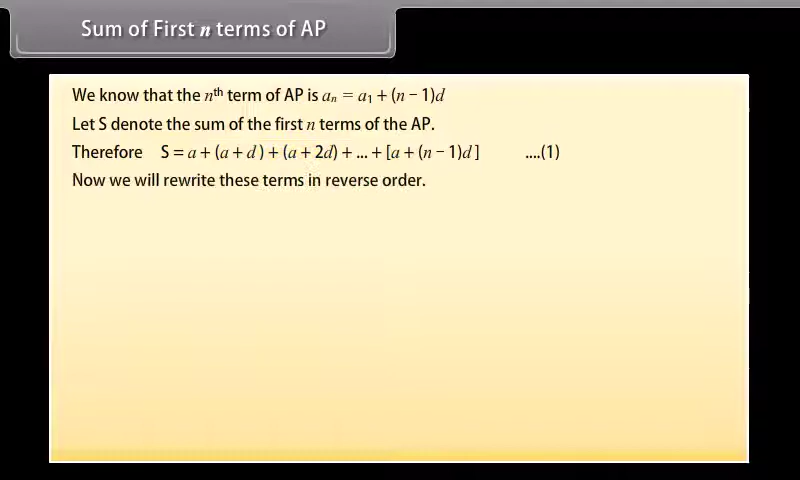 Sum of First n terms of AP
We know that the nᵗʰ term of AP is aₙ = a₁ + (n − 1)d
Let S denote the sum of the first n terms of the AP.
Therefore S = a + (a + d ) + (a + 2d) + ... + [a + (n − 1)d ] ....(1)
Now we will rewrite these terms in reverse order.